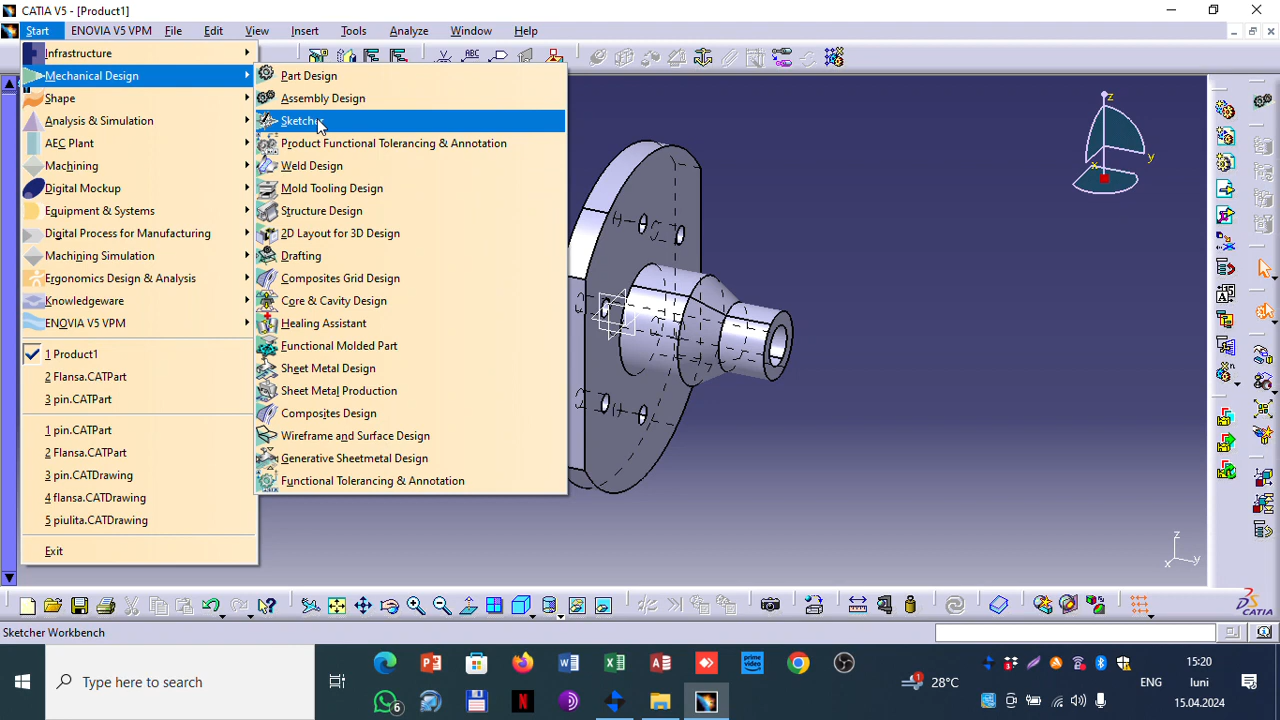 CATIA V5 - [Product1]
Start ENOVIA V5 VPM File Edit View Insert Tools Analyze Window Help
Infrastructure
Mechanical Design
Shape
Analysis & Simulation
AEC Plant
Machining
Digital Mockup
Equipment & Systems
Digital Process for Manufacturing
Machining Simulation
Ergonomics Design & Analysis
Knowledgeware
ENOVIA V5 VPM
1 Product1
2 Flansa.CATPart
3 pin.CATPart
1 pin.CATPart
2 Flansa.CATPart
3 pin.CATDrawing
4 flansa.CATDrawing
5 piulita.CATDrawing
Exit
Part Design
Assembly Design
Sketcher
Product Functional Tolerancing & Annotation
Weld Design
Mold Tooling Design
Structure Design
2D Layout for 3D Design
Drafting
Composites Grid Design
Core & Cavity Design
Healing Assistant
Functional Molded Part
Sheet Metal Design
Sheet Metal Production
Composites Design
Wireframe and Surface Design
Generative Sheetmetal Design
Functional Tolerancing & Annotation
ABC
z
y
x
z
x y
CATIA
Sketcher Workbench
Type here to search
prime video
6
1
28°C
ENG
15:20
luni
15.04.2024